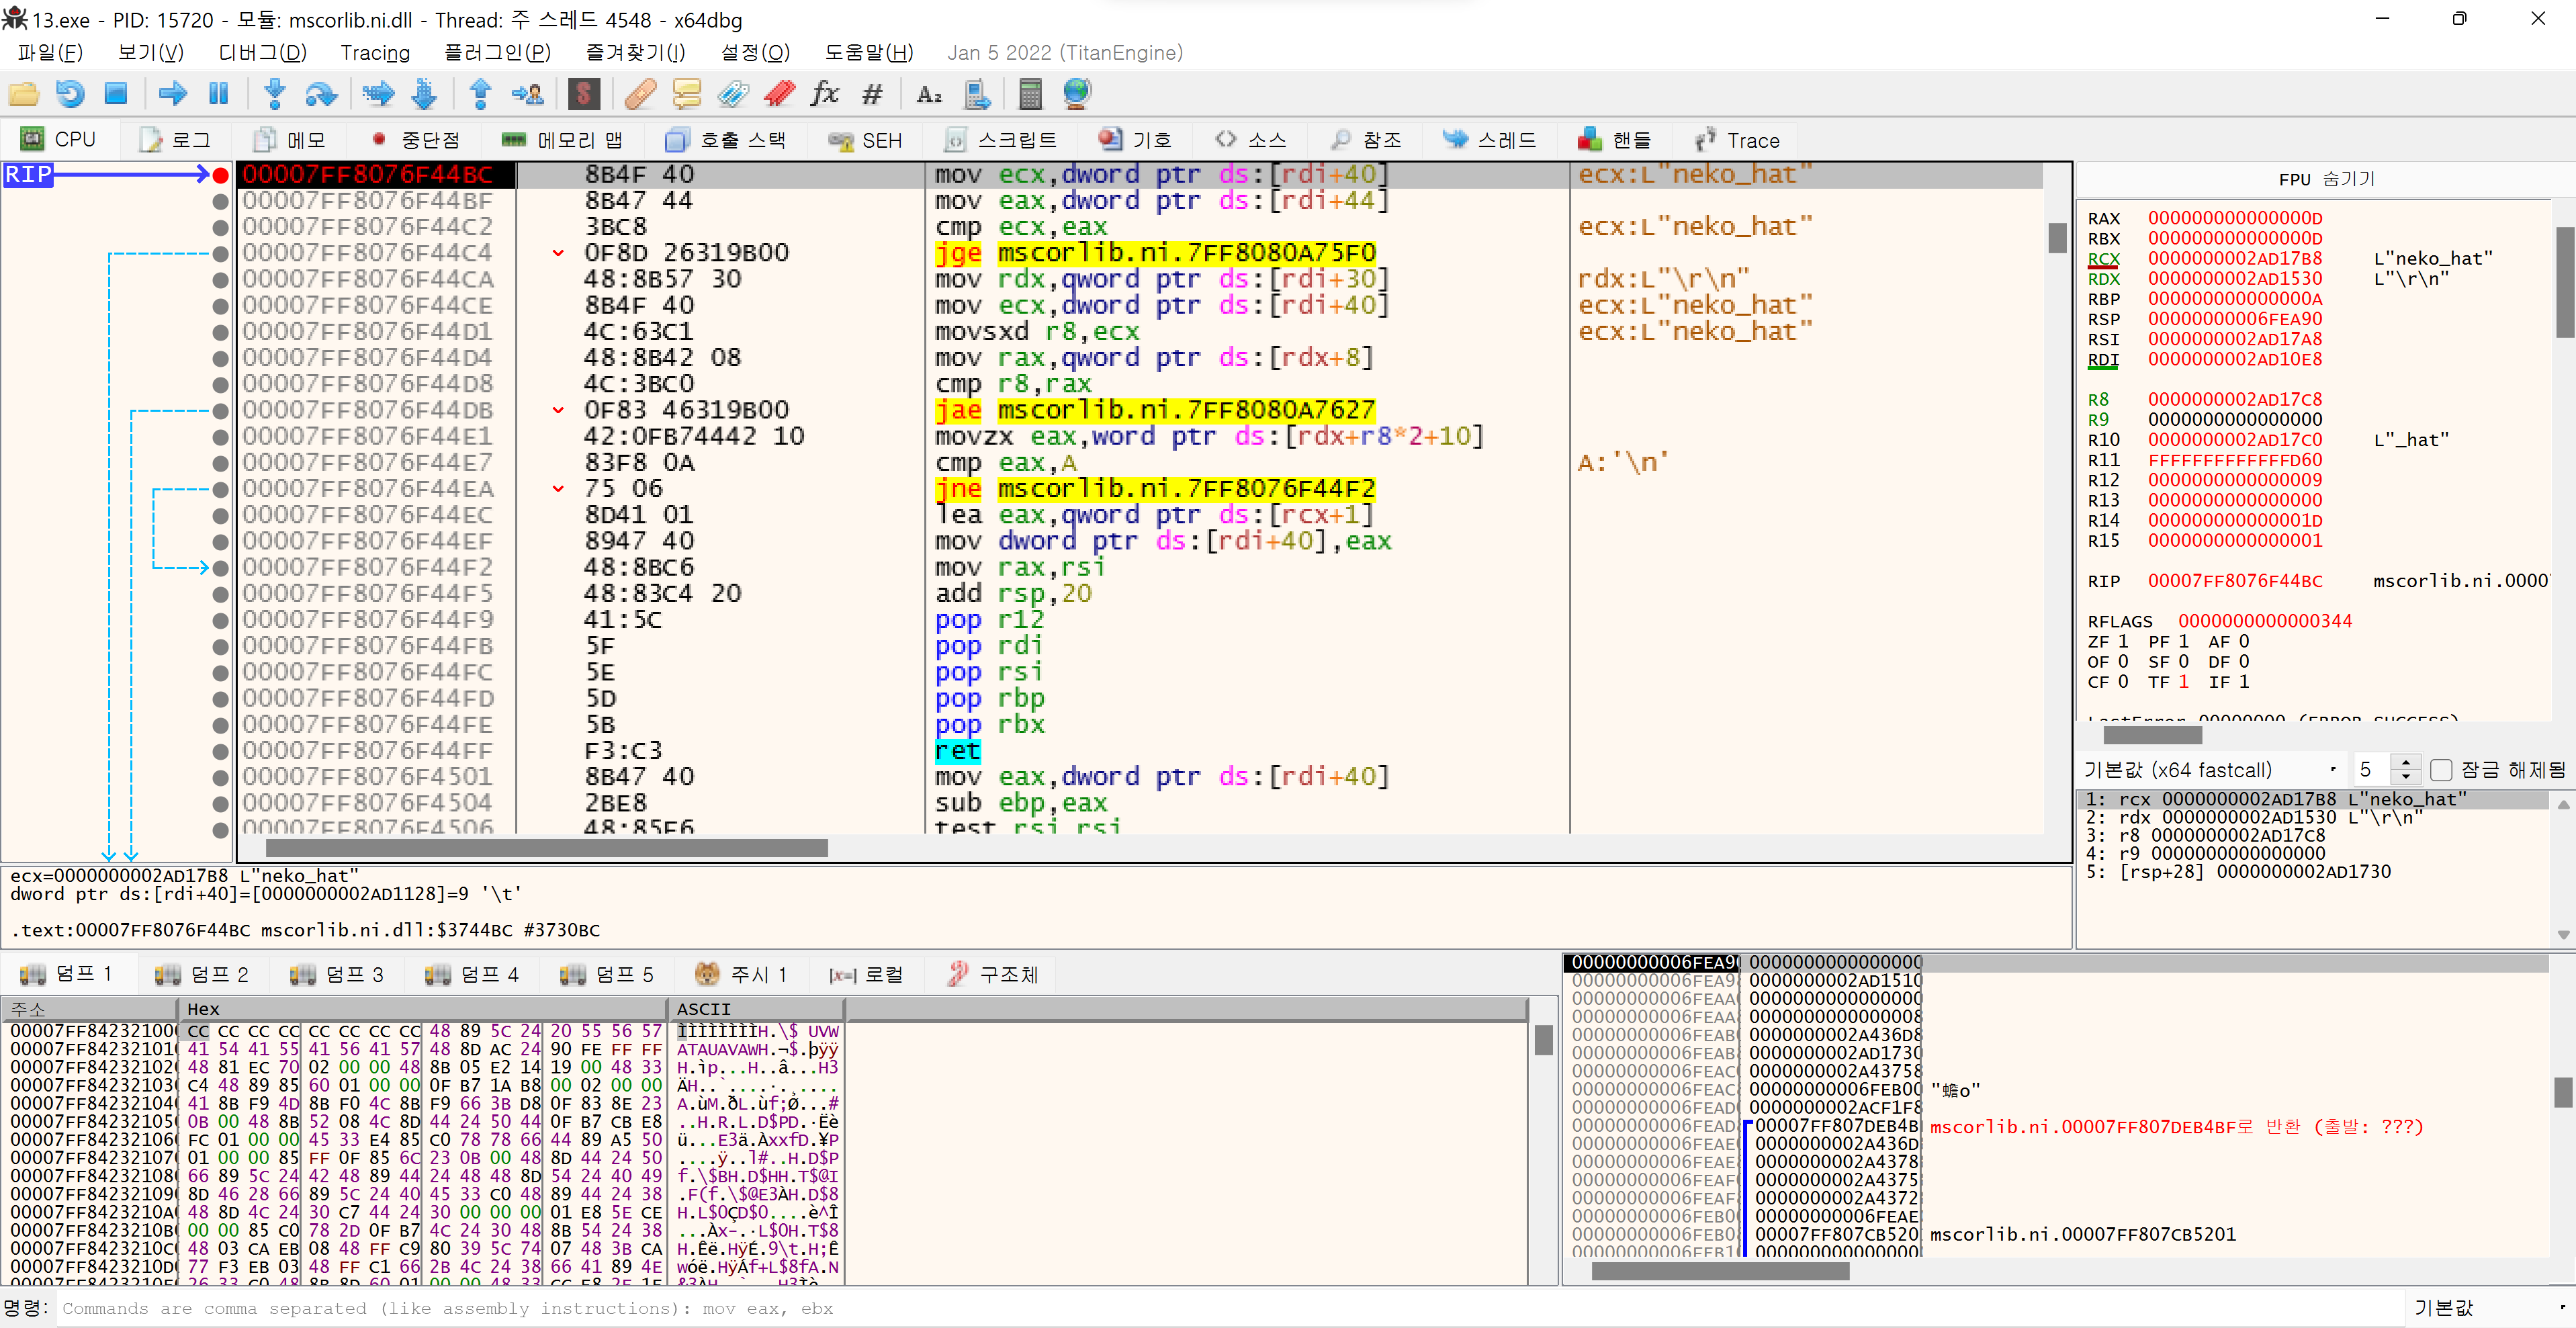 13.exe - PID: 15720 - 모듈: mscorlib.ni.dll - Thread: 주 스레드 4548 - x64dbg
파일(F) 보기(V) 디버그(D) Tracing 플러그인(P) 즐겨찾기(I) 설정(O) 도움말(H) Jan 5 2022 (TitanEngine)
CPU 로그 메모 중단점 메모리 맵 호출 스택 SEH 스크립트 기호 소스 참조 스레드 핸들 Trace
RIP
00007FF8076F44BC 8B4F 40 mov ecx,dword ptr ds:[rdi+40] ecx:L"neko_hat"
00007FF8076F44BF 8B47 44 mov eax,dword ptr ds:[rdi+44]
00007FF8076F44C2 3BC8 cmp ecx,eax ecx:L"neko_hat"
00007FF8076F44C4 0F8D 26319B00 jge mscorlib.ni.7FF8080A75F0
00007FF8076F44CA 48:8B57 30 mov rdx,qword ptr ds:[rdi+30] rdx:L"\r\n"
00007FF8076F44CE 8B4F 40 mov ecx,dword ptr ds:[rdi+40] ecx:L"neko_hat"
00007FF8076F44D1 4C:63C1 movsxd r8,ecx ecx:L"neko_hat"
00007FF8076F44D4 48:8B42 08 mov rax,qword ptr ds:[rdx+8]
00007FF8076F44D8 4C:3BC0 cmp r8,rax
00007FF8076F44DB 0F83 46319B00 jae mscorlib.ni.7FF8080A7627
00007FF8076F44E1 42:0FB74442 10 movzx eax,word ptr ds:[rdx+r8*2+10]
00007FF8076F44E7 83F8 0A cmp eax,A A:'\n'
00007FF8076F44EA 75 06 jne mscorlib.ni.7FF8076F44F2
00007FF8076F44EC 8D41 01 lea eax,qword ptr ds:[rcx+1]
00007FF8076F44EF 8947 40 mov dword ptr ds:[rdi+40],eax
00007FF8076F44F2 48:8BC6 mov rax,rsi
00007FF8076F44F5 48:83C4 20 add rsp,20
00007FF8076F44F9 41:5C pop r12
00007FF8076F44FB 5F pop rdi
00007FF8076F44FC 5E pop rsi
00007FF8076F44FD 5D pop rbp
00007FF8076F44FE 5B pop rbx
00007FF8076F44FF F3:C3 ret
00007FF8076F4501 8B47 40 mov eax,dword ptr ds:[rdi+40]
00007FF8076F4504 2BE8 sub ebp,eax
00007FF8076F4506 48:85F6 test rsi,rsi
FPU 숨기기
RAX 000000000000000D
RBX 000000000000000D
RCX 0000000002AD17B8 L"neko_hat"
RDX 0000000002AD1530 L"\r\n"
RBP 000000000000000A
RSP 00000000006FEA90
RSI 0000000002AD17A8
RDI 0000000002AD10E8
R8 0000000002AD17C8
R9 0000000000000000
R10 0000000002AD17C0 L"_hat"
R11 FFFFFFFFFFFFFD60
R12 0000000000000009
R13 0000000000000000
R14 000000000000001D
R15 0000000000000001
RIP 00007FF8076F44BC mscorlib.ni.0000
RFLAGS 0000000000000344
ZF 1 PF 1 AF 0
OF 0 SF 0 DF 0
CF 0 TF 1 IF 1
LastError 00000000 (ERROR_SUCCESS)
기본값 (x64 fastcall) 5 잠금 해제됨
1: rcx 0000000002AD17B8 L"neko_hat"
2: rdx 0000000002AD1530 L"\r\n"
3: r8 0000000002AD17C8
4: r9 0000000000000000
5: [rsp+28] 0000000002AD1730
ecx=0000000002AD17B8 L"neko_hat"
dword ptr ds:[rdi+40]=[0000000002AD1128]=9 '\t'
.text:00007FF8076F44BC mscorlib.ni.dll:$3744BC #3730BC
덤프 1 덤프 2 덤프 3 덤프 4 덤프 5 주시 1 [x=] 로컬 구조체
주소 Hex ASCII
00007FF842321000 CC CC CC CC CC CC CC CC 48 89 5C 24 20 55 56 57 ÌÌÌÌÌÌÌÌH.\$ UVW
00007FF842321010 41 54 41 55 41 56 41 57 48 8D AC 24 90 FE FF FF ATAUAVAWH.¬$.þÿÿ
00007FF842321020 48 81 EC 70 02 00 00 48 8B 05 E2 14 19 00 48 33 H.ìp...H..â...H3
00007FF842321030 C4 48 89 85 60 01 00 00 0F B7 1A B8 00 02 00 00 ÄH..`....·.¸....
00007FF842321040 41 8B F9 4D 8B F0 4C 8B F9 66 3B D8 0F 83 8E 23 A.ùM.ðL.ùf;Ø...#
00007FF842321050 0B 00 48 8B 52 08 4C 8D 44 24 50 44 0F B7 CB E8 ..H.R.L.D$PD.·Ëè
00007FF842321060 FC 01 00 00 45 33 E4 85 C0 78 78 66 44 89 A5 50 ü...E3ä.ÀxxfD.¥P
00007FF842321070 01 00 00 85 FF 0F 85 6C 23 0B 00 48 8D 44 24 50 ....ÿ..l#..H.D$P
00007FF842321080 66 89 5C 24 42 48 89 44 24 48 48 8D 54 24 40 49 f.\$BH.D$HH.T$@I
00007FF842321090 8D 46 28 66 89 5C 24 40 45 33 C0 48 89 44 24 38 .F(f.\$@E3ÀH.D$8
00007FF8423210A0 48 8D 4C 24 30 C7 44 24 30 00 00 00 01 E8 5E CE H.L$0ÇD$0....è^Î
00007FF8423210B0 00 00 85 C0 78 2D 0F B7 4C 24 30 48 8B 54 24 38 ...Àx-.·L$0H.T$8
00007FF8423210C0 48 03 CA EB 08 48 FF C9 80 39 5C 74 07 48 3B CA H.Êë.HÿÉ.9\t.H;Ê
00007FF8423210D0 77 F3 EB 03 48 FF C1 66 2B 4C 24 38 66 41 89 4E wóë.HÿÁf+L$8fA.N
00000000006FEA90 0000000000000000
00000000006FEA98 0000000002AD1510
00000000006FEAA0 0000000000000000
00000000006FEAA8 0000000000000008
00000000006FEAB0 0000000002A436D8
00000000006FEAB8 0000000002AD1730
00000000006FEAC0 0000000002A43758
00000000006FEAC8 00000000006FEB00 "蟾o"
00000000006FEAD0 0000000002ACF1F8
00000000006FEAD8 00007FF807DEB4B mscorlib.ni.00007FF807DEB4BF로 반환 (출발: ???)
00000000006FEAE0 0000000002A436D
00000000006FEAE8 0000000002A4378
00000000006FEAF0 0000000002A4375
00000000006FEAF8 0000000002A4372
00000000006FEB00 00000000006FEAE
00000000006FEB08 00007FF807CB520 mscorlib.ni.00007FF807CB5201
00000000006FEB10 000000000000000
명령: Commands are comma separated (like assembly instructions): mov eax, ebx 기본값